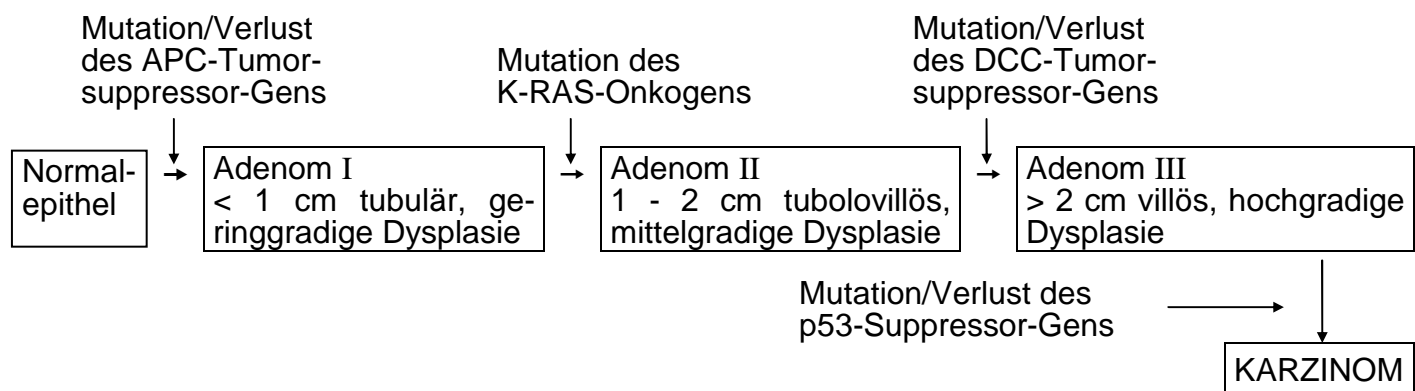 Mutation/Verlust
des APC-Tumor-
suppressor-Gens
Mutation des
K-RAS-Onkogens
Mutation/Verlust
des DCC-Tumor-
suppressor-Gens
Normal-
epithel
Adenom I
< 1 cm tubulär, ge-
ringgradige Dysplasie
Adenom II
1 - 2 cm tubolovillös,
mittelgradige Dysplasie
Adenom III
> 2 cm villös, hochgradige
Dysplasie
Mutation/Verlust des
p53-Suppressor-Gens
KARZINOM